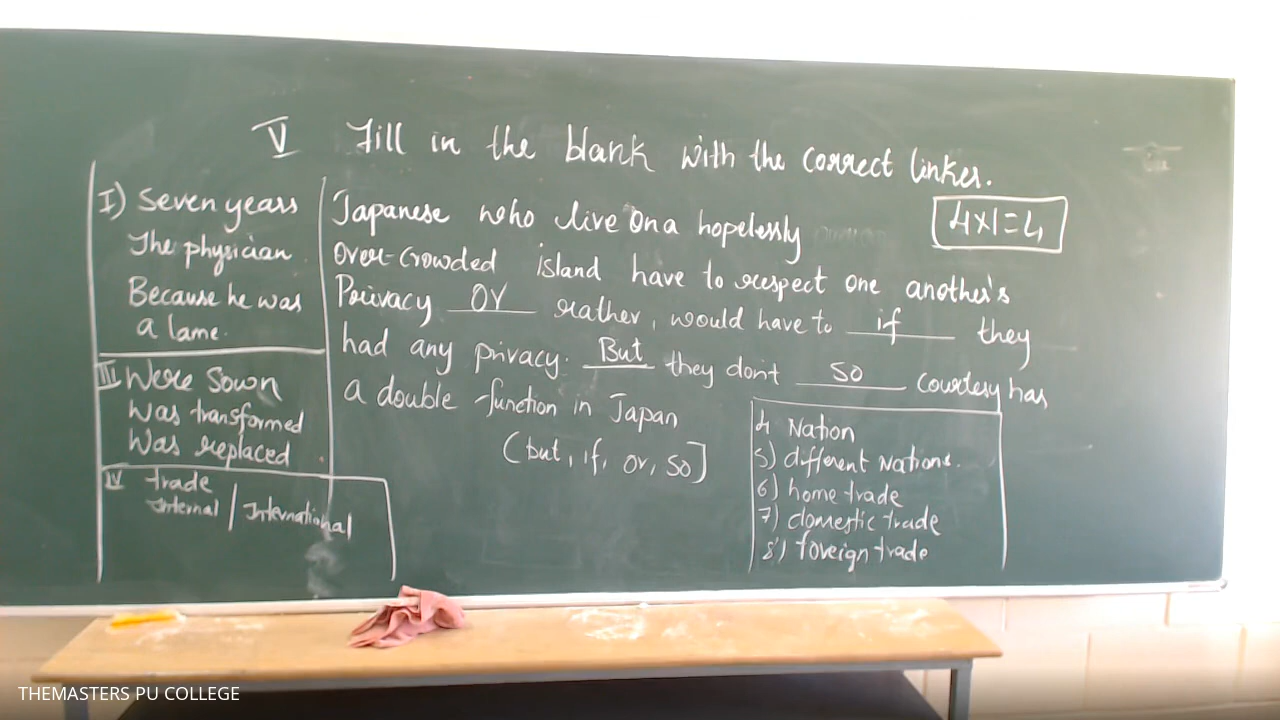 V Fill in the blank with the correct linker.
4x1=4
I) Seven years
The physician
Because he was
a lame.
III Were Sown
Was transformed
Was replaced
IV trade
Internal / International
Japanese who live on a hopelessly
over-crowded island have to respect one another's
Privacy or rather, would have to if they
had any privacy. But they don't so courtesy has
a double function in Japan
(but, if, or, so]
4 Nation
5) different Nations.
6) home trade
7) domestic trade
8) foreign trade
THEMASTERS PU COLLEGE